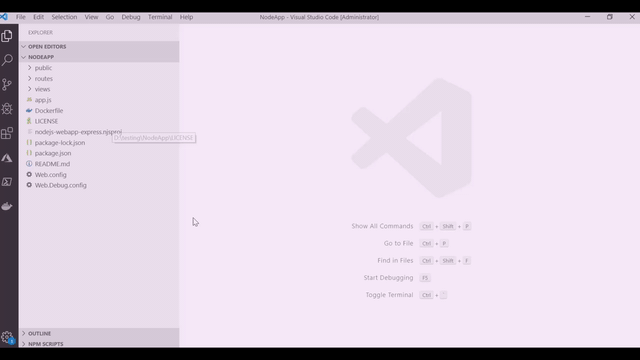 File Edit Selection View Go Debug Terminal Help NodeApp - Visual Studio Code [Administrator]
EXPLORER
OPEN EDITORS
NODEAPP
public
routes
views
app.js
Dockerfile
LICENSE
nodejs-webapp-express.njsproj
package-lock.json
package.json
README.md
Web.config
Web.Debug.config
Show All Commands Ctrl + Shift + P
Go to File Ctrl + P
Find in Files Ctrl + Shift + F
Start Debugging F5
Toggle Terminal Ctrl + `
OUTLINE
NPM SCRIPTS